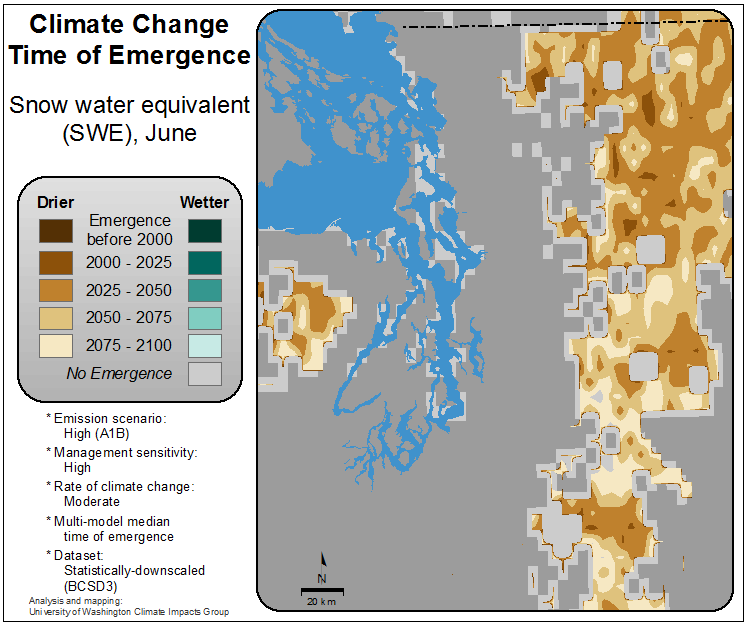 Climate Change
Time of Emergence
Snow water equivalent
(SWE), June
Drier
Wetter
Emergence
before 2000
2000 - 2025
2025 - 2050
2050 - 2075
2075 - 2100
No Emergence
* Emission scenario:
High (A1B)
* Management sensitivity:
High
* Rate of climate change:
Moderate
* Multi-model median
time of emergence
* Dataset:
Statistically-downscaled
(BCSD3)
Analysis and mapping:
University of Washington Climate Impacts Group
N
20 km